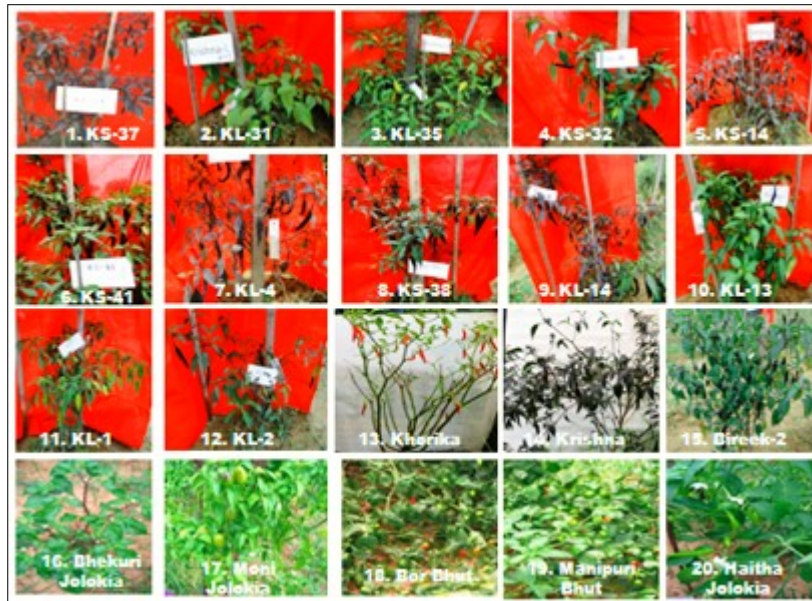 1. KS-37
Krishna-L
2. KL-31
3. KL-35
4. KS-32
5. KS-14
6. KS-41
7. KL-4
8. KS-38
9. KL-14
10. KL-13
11. KL-1
12. KL-2
13. Khorika
14. Krishna
15. Bireek-2
16. Bhekuri
Jolokia
17. Moni
Jolokia
18. Bor Bhut
19. Manipuri
Bhut
20. Haitha
Jolokia